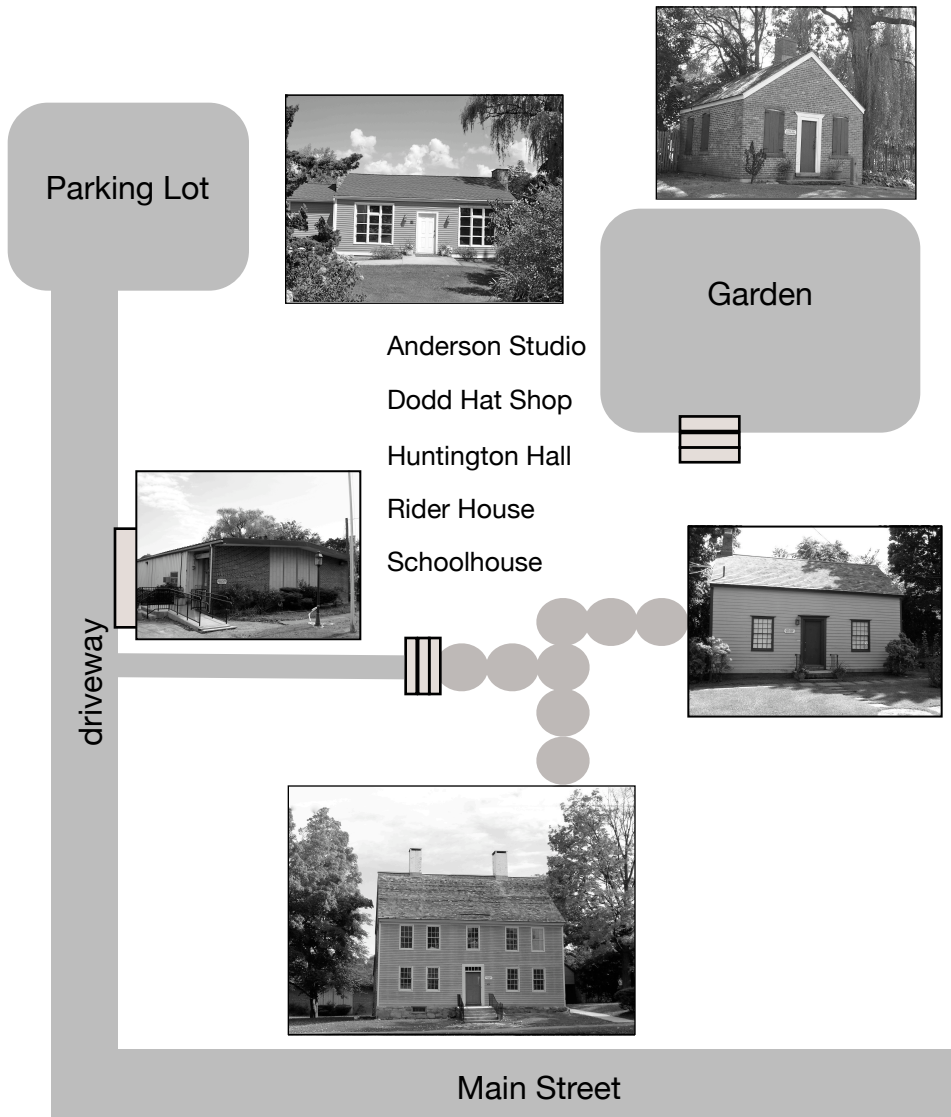 Parking Lot
Garden
Anderson Studio
Dodd Hat Shop
Huntington Hall
Rider House
Schoolhouse
driveway
Main Street